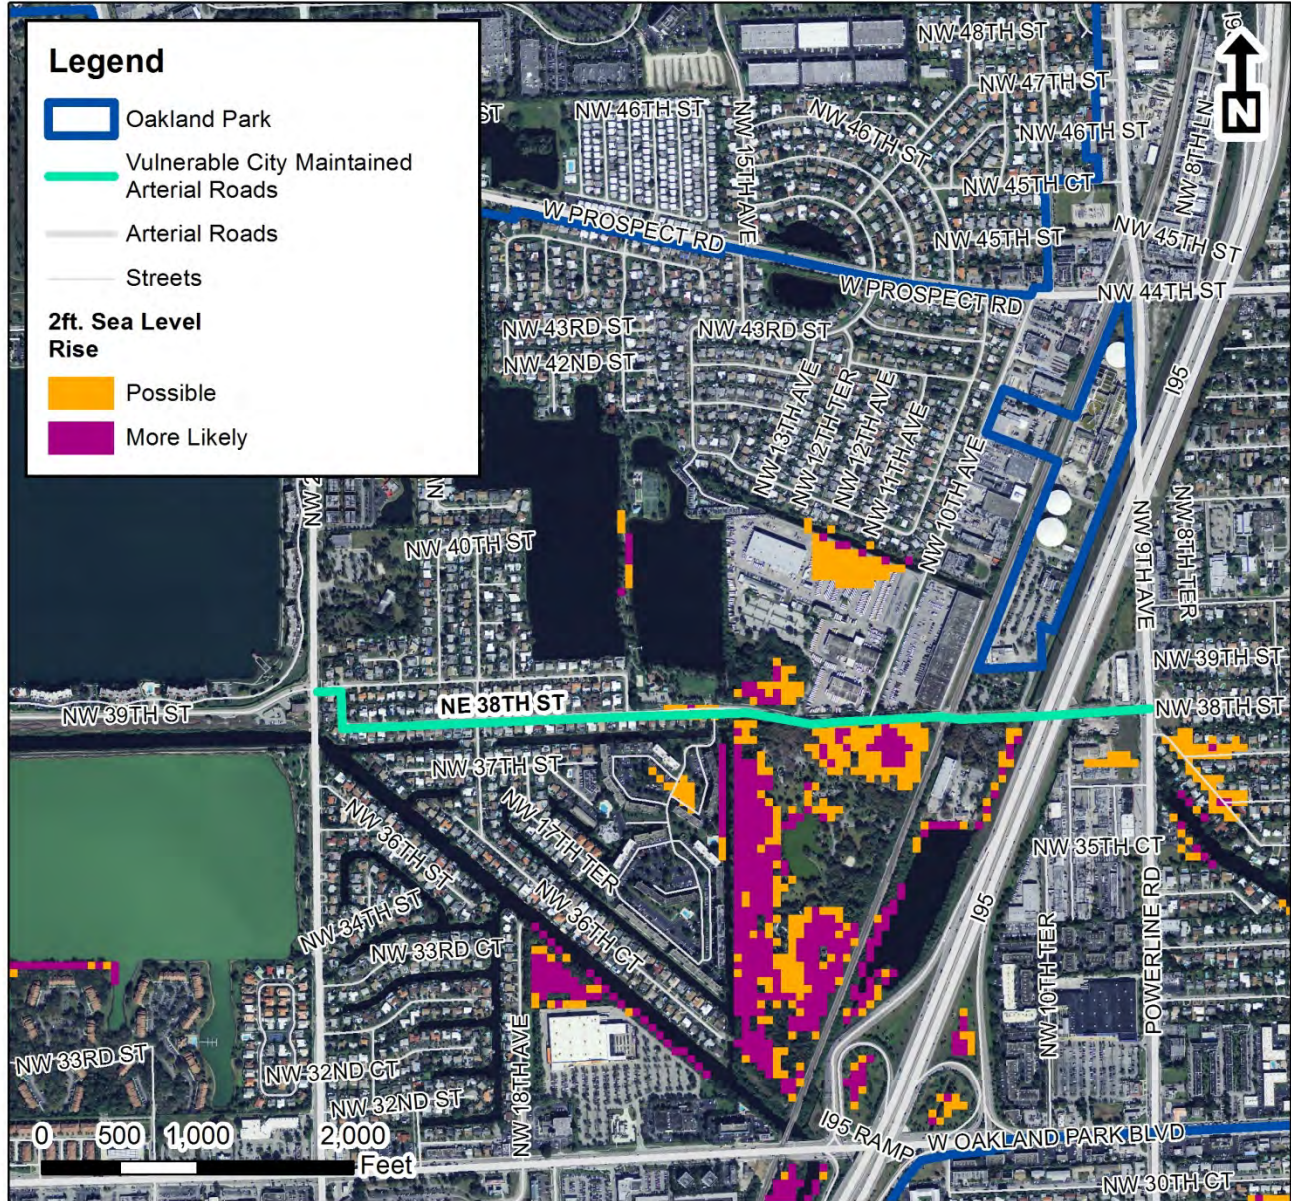 Legend
Oakland Park
Vulnerable City Maintained
Arterial Roads
Arterial Roads
Streets
2ft. Sea Level
Rise
Possible
More Likely
N
NW 48TH ST
NW 47TH ST
NW 46TH ST
NW 46TH ST
NW 46TH ST
ST
NW 15TH AVE
NW 45TH CT
NW 45TH ST
NW 45TH ST
W PROSPECT RD
W PROSPECT RD
NW 44TH ST
NW 43RD ST
NW 43RD ST
NW 42ND ST
NW 13TH AVE
NW 12TH TER
NW 12TH AVE
NW 11TH AVE
NW 10TH AVE
I95
NW 9TH AVE
NW 8TH TER
NW 40TH ST
NW 39TH ST
NW 39TH ST
NE 38TH ST
NW 38TH ST
NW 37TH ST
NW 36TH ST
NW 17TH TER
NW 36TH CT
NW 35TH CT
NW 34TH ST
NW 33RD CT
I95
NW 10TH TER
POWERLINE RD
NW 33RD ST
NW 32ND CT
NW 32ND ST
NW 18TH AVE
I95 RAMP
W OAKLAND PARK BLVD
NW 30TH CT
0 500 1,000 2,000
Feet